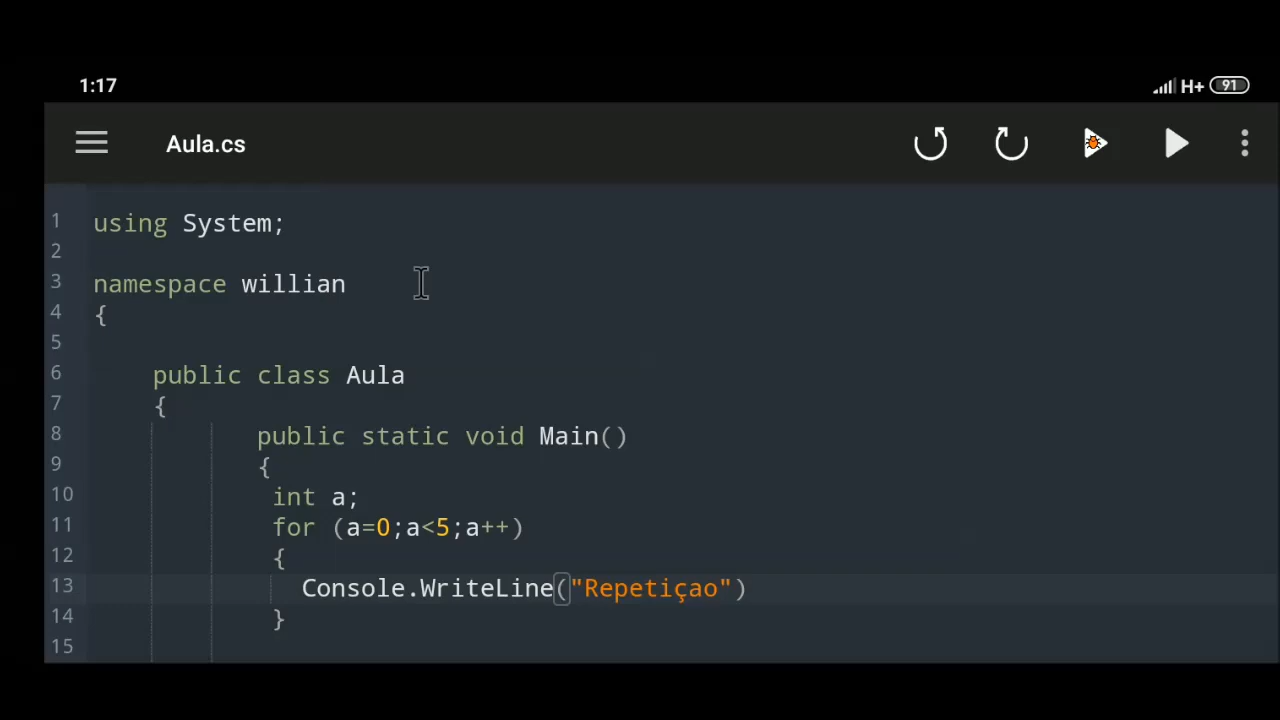 1:17
H+ 91
Aula.cs
1 using System;
2
3 namespace willian
4 {
5
6 public class Aula
7 {
8 public static void Main()
9 {
10 int a;
11 for (a=0;a<5;a++)
12 {
13 Console.WriteLine("Repetiçao")
14 }
15